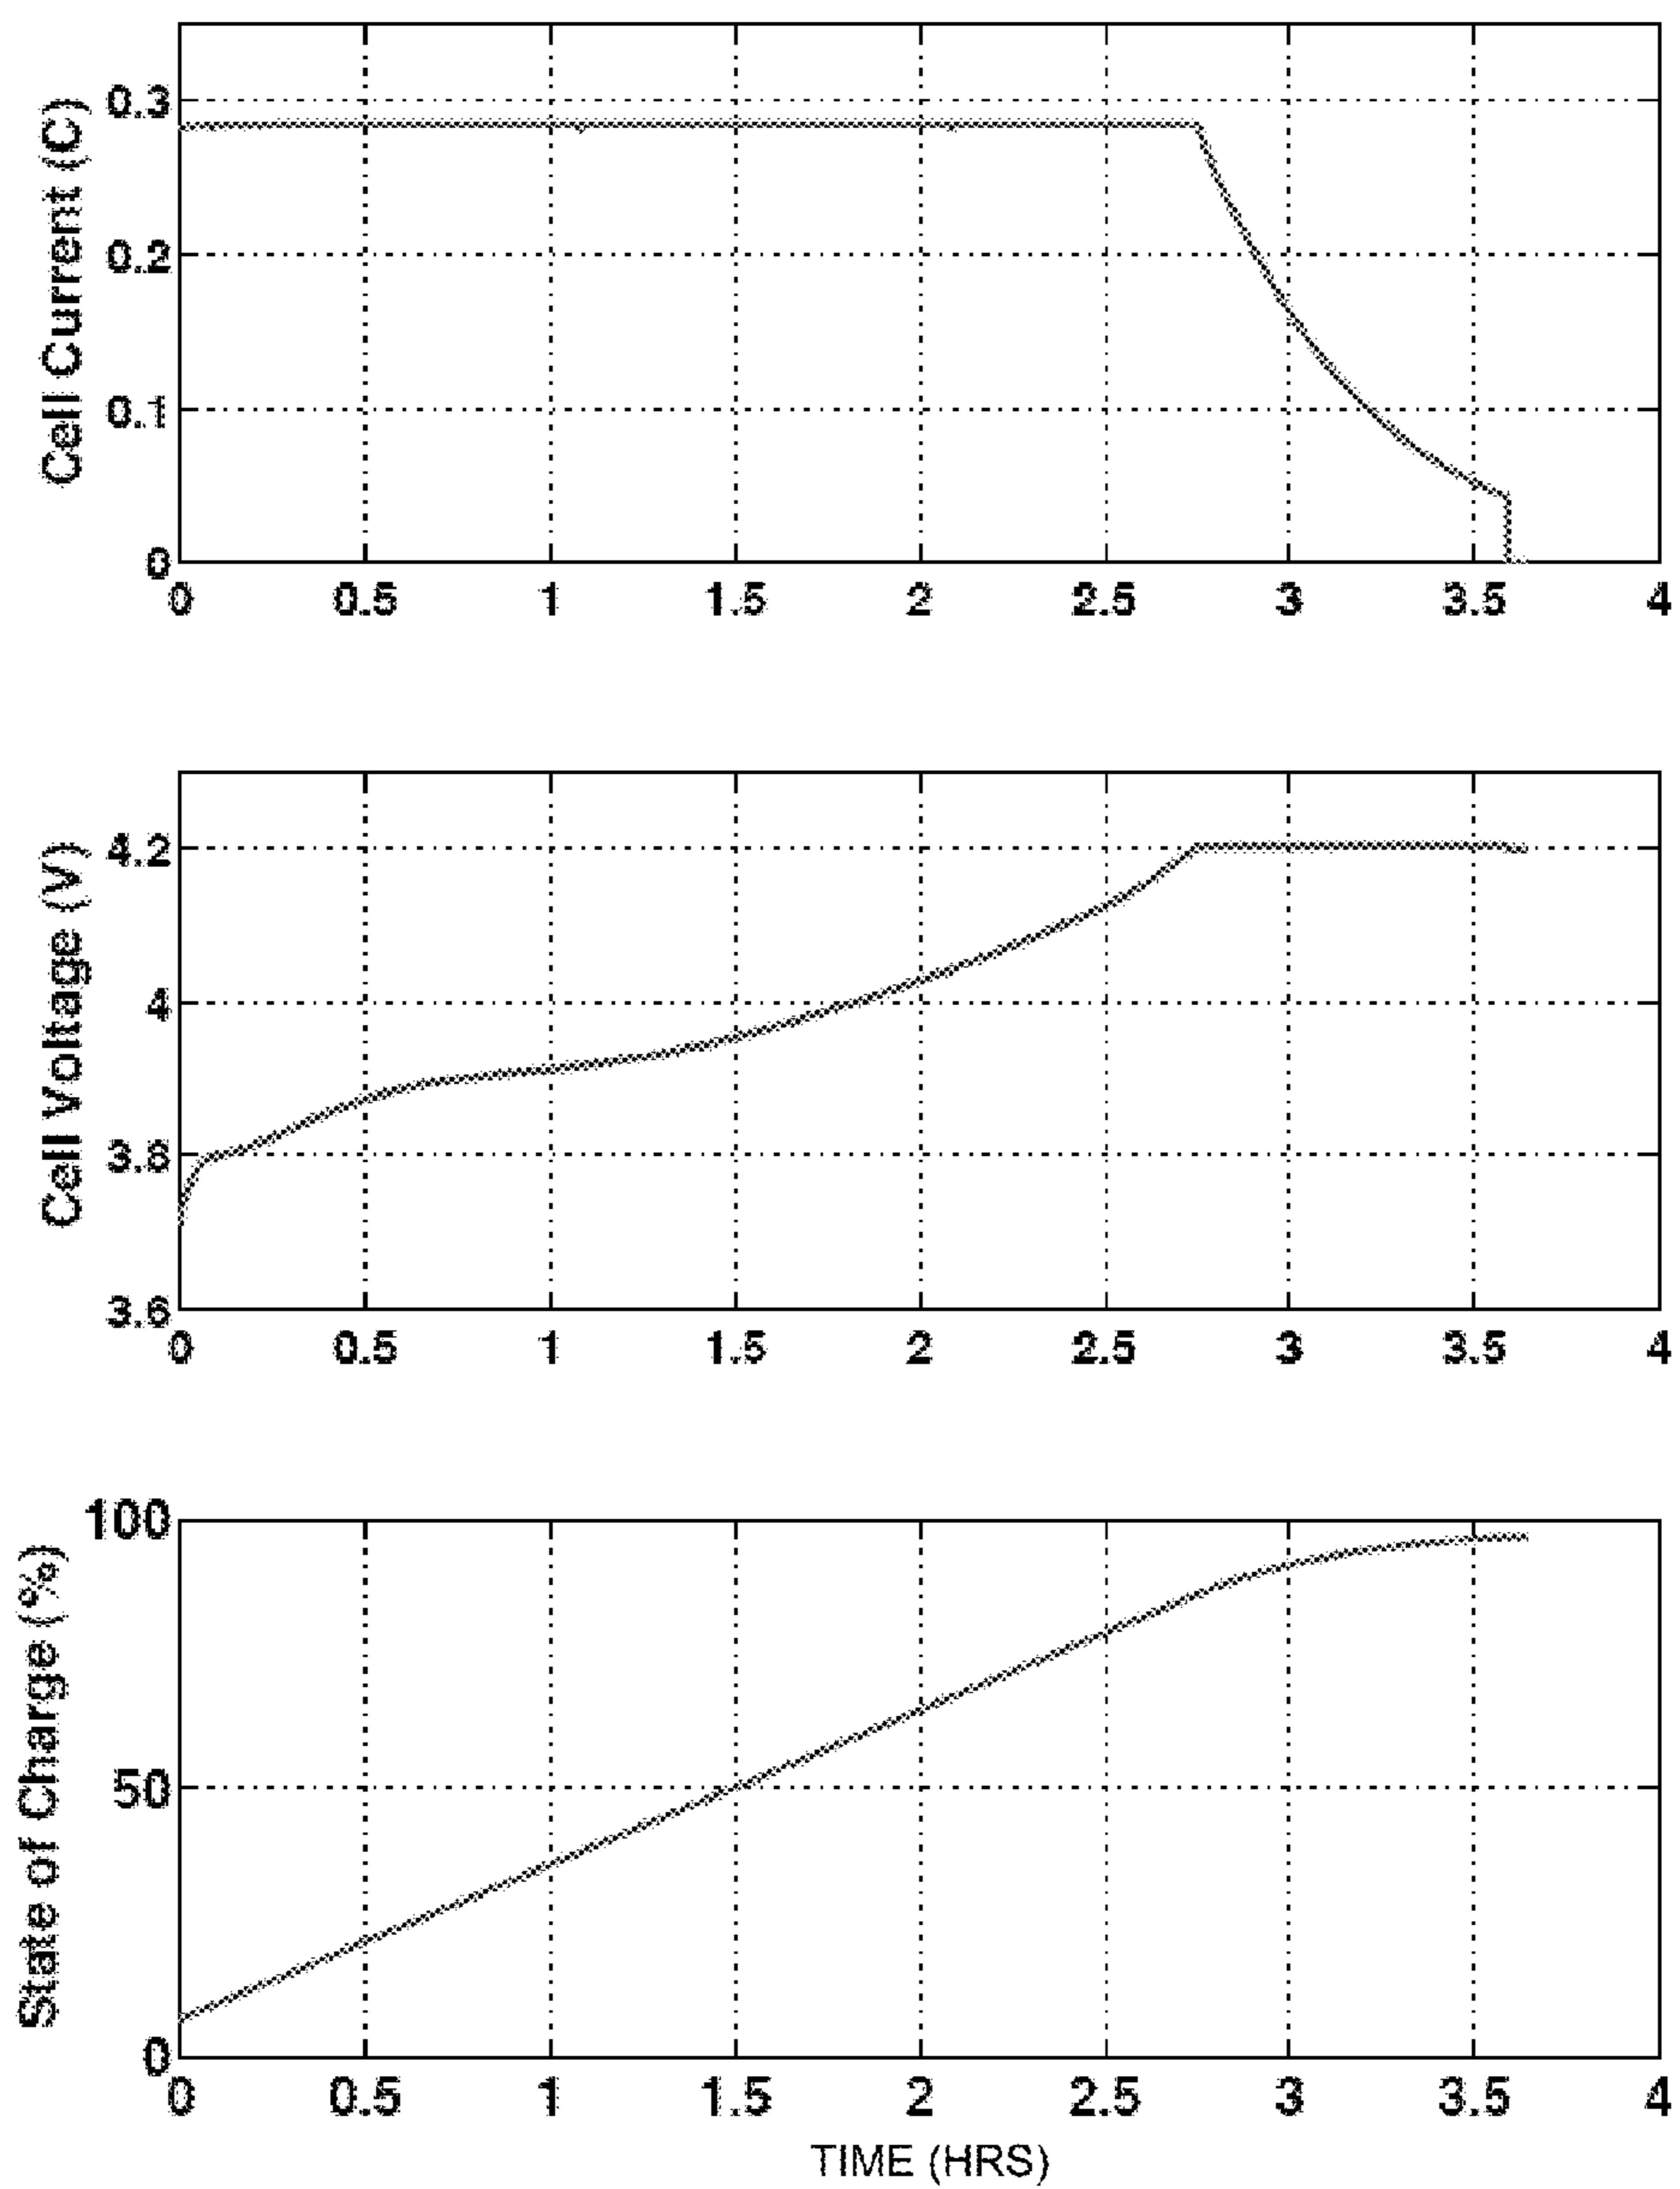 Cell Current (C)
0.3
0.2
0.1
0
0 0.5 1 1.5 2 2.5 3 3.5 4
Cell Voltage (V)
4.2
4
3.8
3.6
0 0.5 1 1.5 2 2.5 3 3.5 4
State of Charge (%)
100
50
0
0 0.5 1 1.5 2 2.5 3 3.5 4
TIME (HRS)